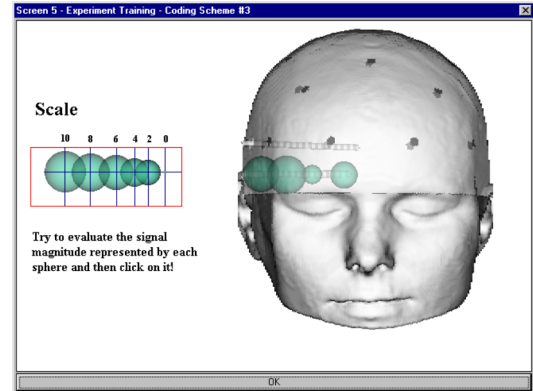 Screen 5 - Experiment Training - Coding Scheme #3
Scale
10 8 6 4 2 0
Try to evaluate the signal
magnitude represented by each
sphere and then click on it!
OK